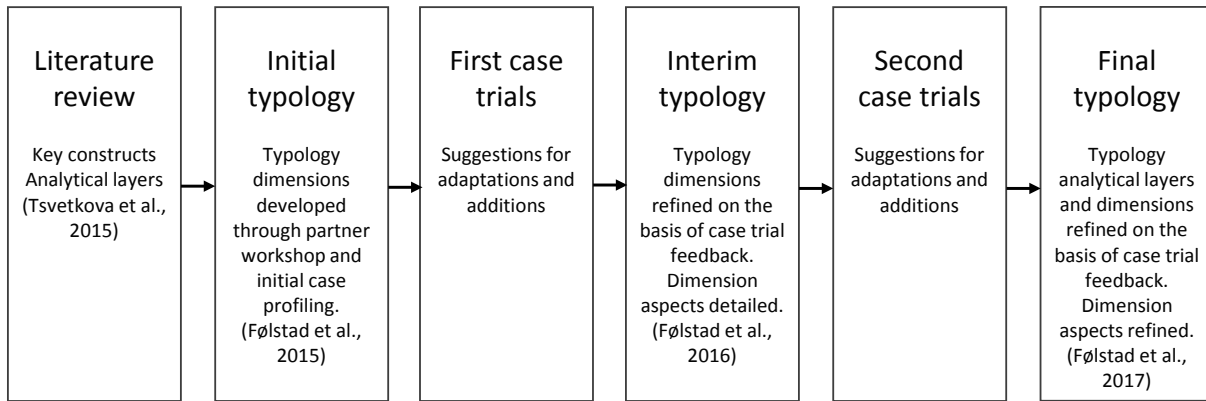 Literature
review
Key constructs
Analytical layers
(Tsvetkova et al.,
2015)
Initial
typology
Typology
dimensions
developed
through partner
workshop and
initial case
profiling.
(Følstad et al.,
2015)
First case
trials
Suggestions for
adaptations and
additions
Interim
typology
Typology
dimensions
refined on the
basis of case trial
feedback.
Dimension
aspects detailed.
(Følstad et al.,
2016)
Second
case trials
Suggestions for
adaptations and
additions
Final
typology
Typology
analytical layers
and dimensions
refined on the
basis of case trial
feedback.
Dimension
aspects refined.
(Følstad et al.,
2017)